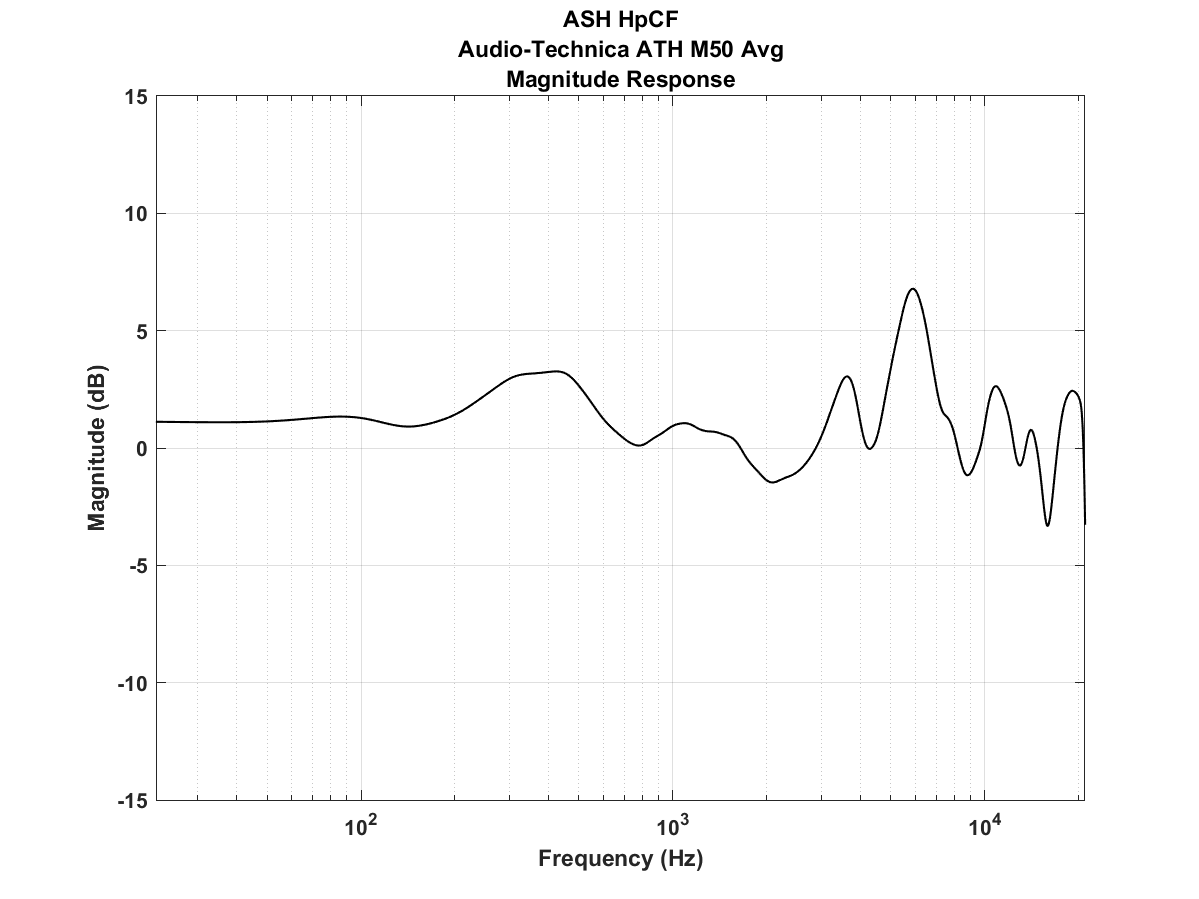 ASH HpCF
Audio-Technica ATH M50 Avg
Magnitude Response
15
10
5
0
-5
-10
-15
Magnitude (dB)
10² 10³ 10⁴
Frequency (Hz)